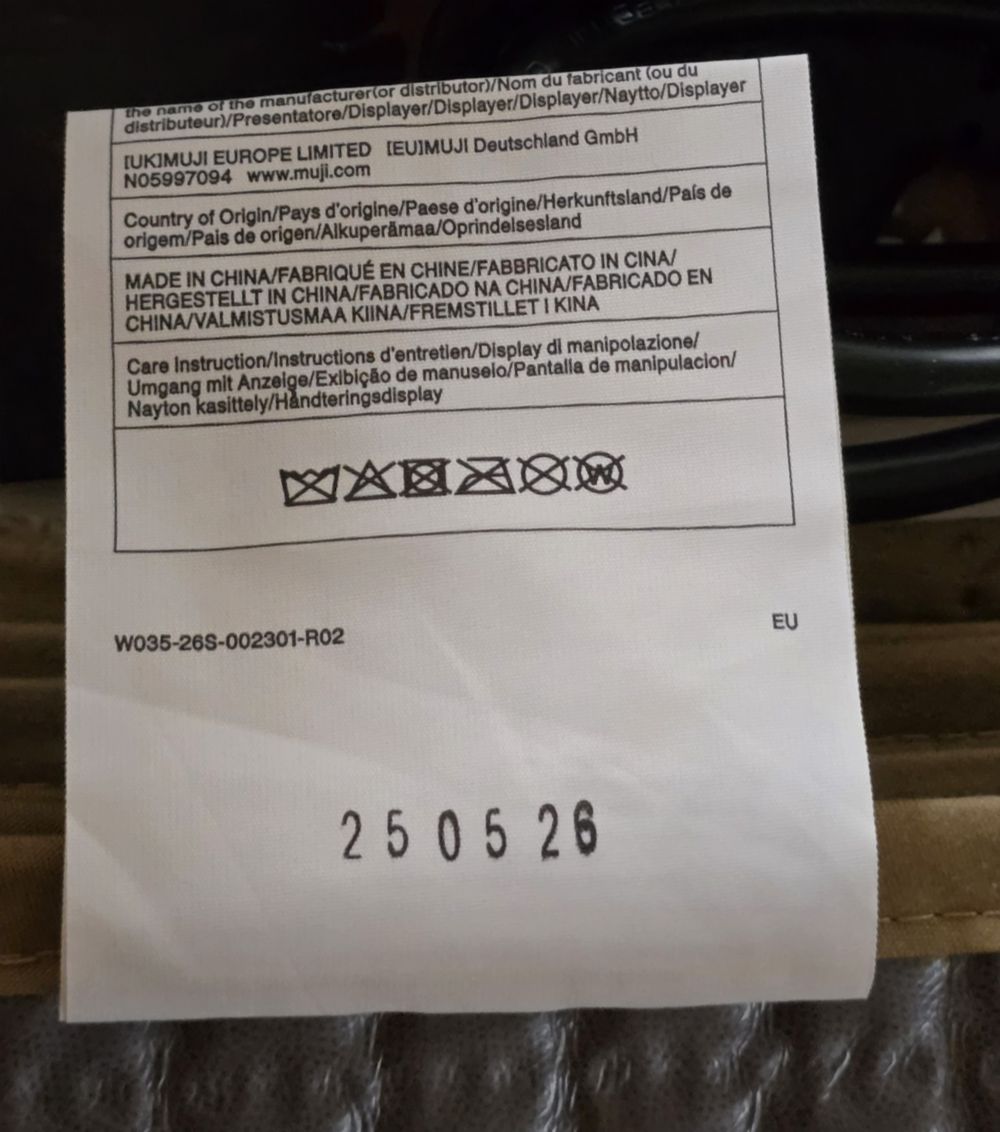 the name of the manufacturer(or distributor)/Nom du fabricant (ou du
distributeur)/Presentatore/Displayer/Displayer/Displayer/Naytto/Displayer
[UK]MUJI EUROPE LIMITED [EU]MUJI Deutschland GmbH
N05997094 www.muji.com
Country of Origin/Pays d'origine/Paese d'origine/Herkunftsland/País de
origem/Pais de origen/Alkuperämaa/Oprindelsesland
MADE IN CHINA/FABRIQUÉ EN CHINE/FABBRICATO IN CINA/
HERGESTELLT IN CHINA/FABRICADO NA CHINA/FABRICADO EN
CHINA/VALMISTUSMAA KIINA/FREMSTILLET I KINA
Care Instruction/Instructions d'entretien/Display di manipolazione/
Umgang mit Anzeige/Exibição de manuseio/Pantalla de manipulacion/
Nayton kasittely/Håndteringsdisplay
W
W035-26S-002301-R02
EU
250526